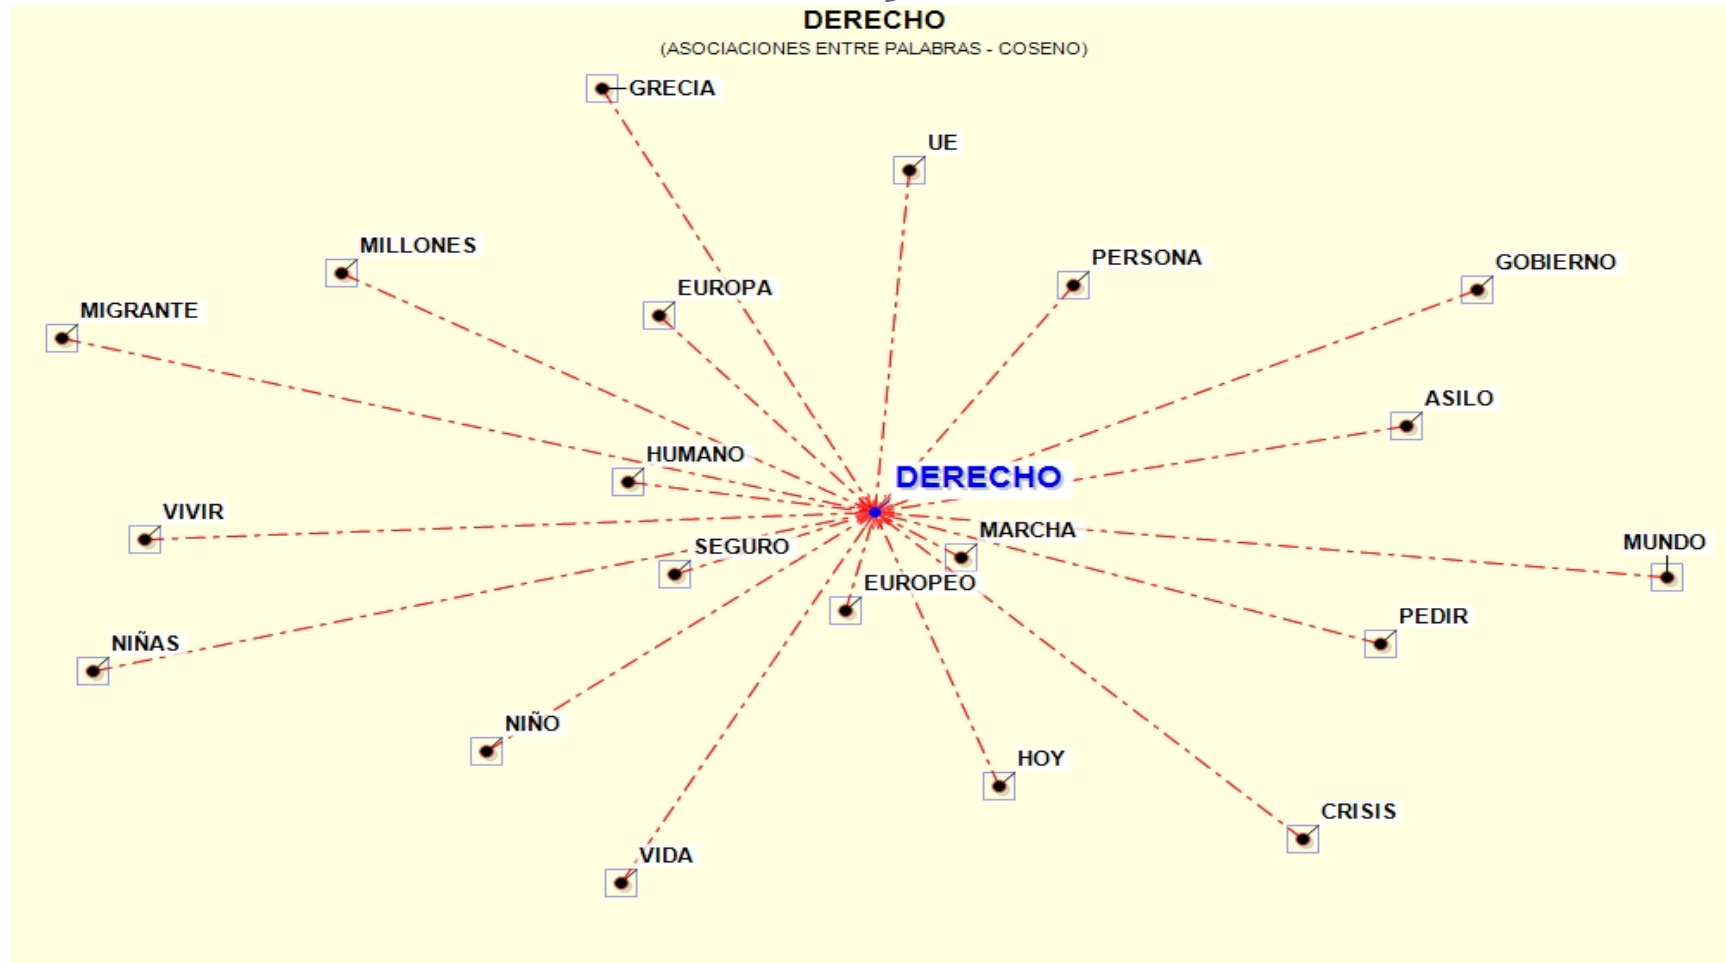 DERECHO
(ASOCIACIONES ENTRE PALABRAS - COSENO)
GRECIA
UE
MILLONES
PERSONA
GOBIERNO
EUROPA
MIGRANTE
ASILO
HUMANO
DERECHO
VIVIR
MARCHA
SEGURO
MUNDO
EUROPEO
PEDIR
NIÑAS
NIÑO
HOY
CRISIS
VIDA